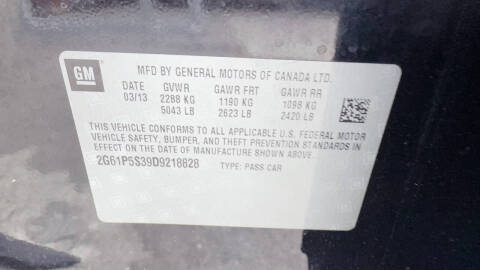 GM
MFD BY GENERAL MOTORS OF CANADA LTD.
DATE GVWR GAWR FRT GAWR RR
03/13 2288 KG 1190 KG 1098 KG
5043 LB 2623 LB 2420 LB
THIS VEHICLE CONFORMS TO ALL APPLICABLE U.S. FEDERAL MOTOR
VEHICLE SAFETY, BUMPER, AND THEFT PREVENTION STANDARDS IN
EFFECT ON THE DATE OF MANUFACTURE SHOWN ABOVE.
2G61P5S39D9218828 TYPE: PASS CAR